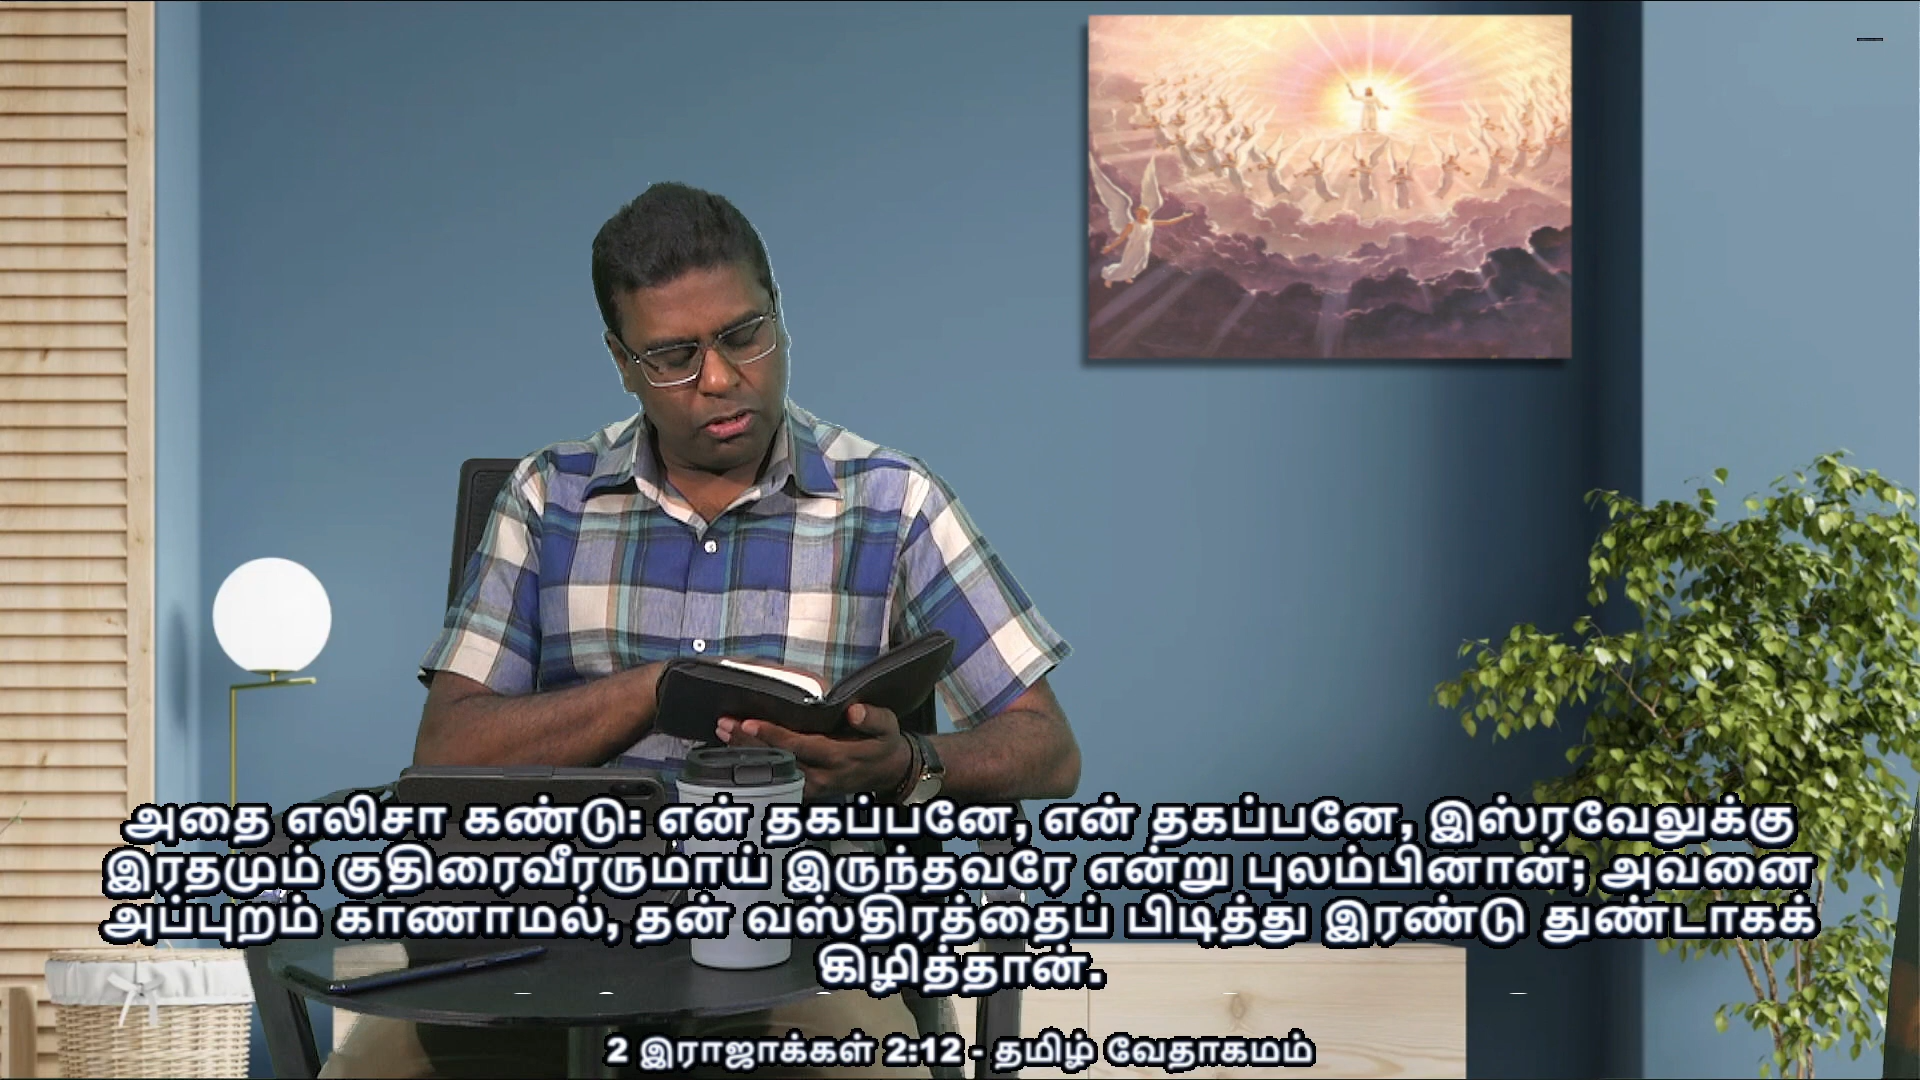 அதை எலிசா கண்டு: என் தகப்பனே, என் தகப்பனே, இஸ்ரவேலுக்கு
இரதமும் குதிரைவீரருமாய் இருந்தவரே என்று புலம்பினான்; அவனை
அப்புறம் காணாமல், தன் வஸ்திரத்தைப் பிடித்து இரண்டு துண்டாகக்
கிழித்தான்.
2 இராஜாக்கள் 2:12 - தமிழ் வேதாகமம்